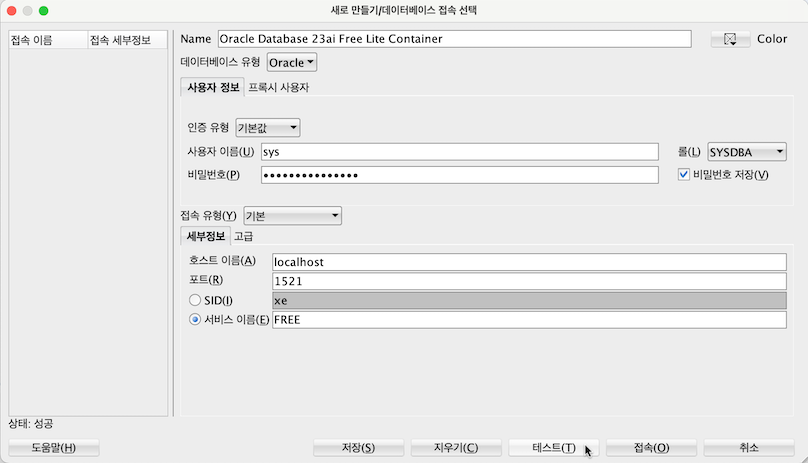 새로 만들기/데이터베이스 접속 선택
접속 이름 접속 세부정보
Name Oracle Database 23ai Free Lite Container Color
데이터베이스 유형 Oracle
사용자 정보 프록시 사용자
인증 유형 기본값
사용자 이름(U) sys 롤(L) SYSDBA
비밀번호(P) ●●●●●●●●●●●●●●● 비밀번호 저장(V)
접속 유형(Y) 기본
세부정보 고급
호스트 이름(A) localhost
포트(R) 1521
SID(I) xe
서비스 이름(E) FREE
상태: 성공
도움말(H) 저장(S) 지우기(C) 테스트(T) 접속(O) 취소